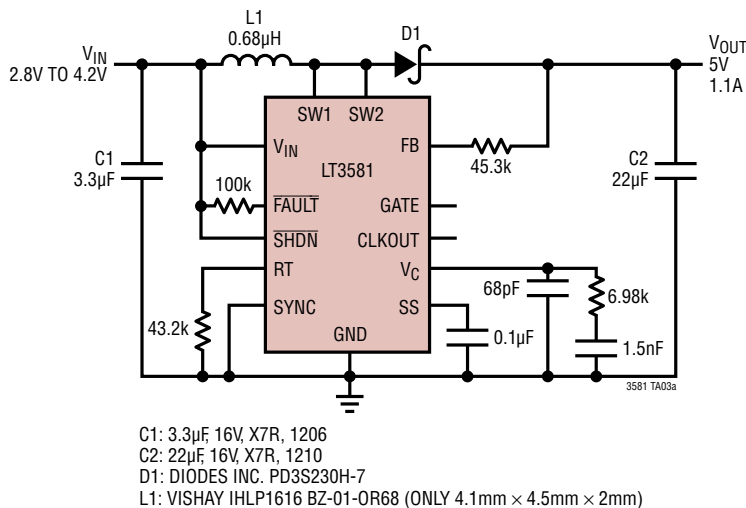 L1
0.68µH
D1
VIN
2.8V TO 4.2V
VOUT
5V
1.1A
SW1 SW2
VIN
FB
45.3k
LT3581
C1
3.3µF
C2
22µF
100k
FAULT
GATE
SHDN
CLKOUT
RT
VC
68pF
6.98k
SYNC
SS
43.2k
0.1µF
1.5nF
GND
3581 TA03a
C1: 3.3µF, 16V, X7R, 1206
C2: 22µF, 16V, X7R, 1210
D1: DIODES INC. PD3S230H-7
L1: VISHAY IHLP1616 BZ-01-0R68 (ONLY 4.1mm × 4.5mm × 2mm)